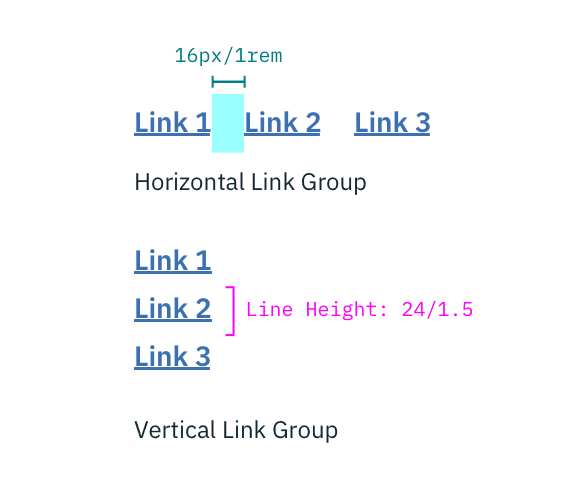 16px/1rem
Link 1 Link 2 Link 3
Horizontal Link Group
Link 1
Link 2
Line Height: 24/1.5
Link 3
Vertical Link Group